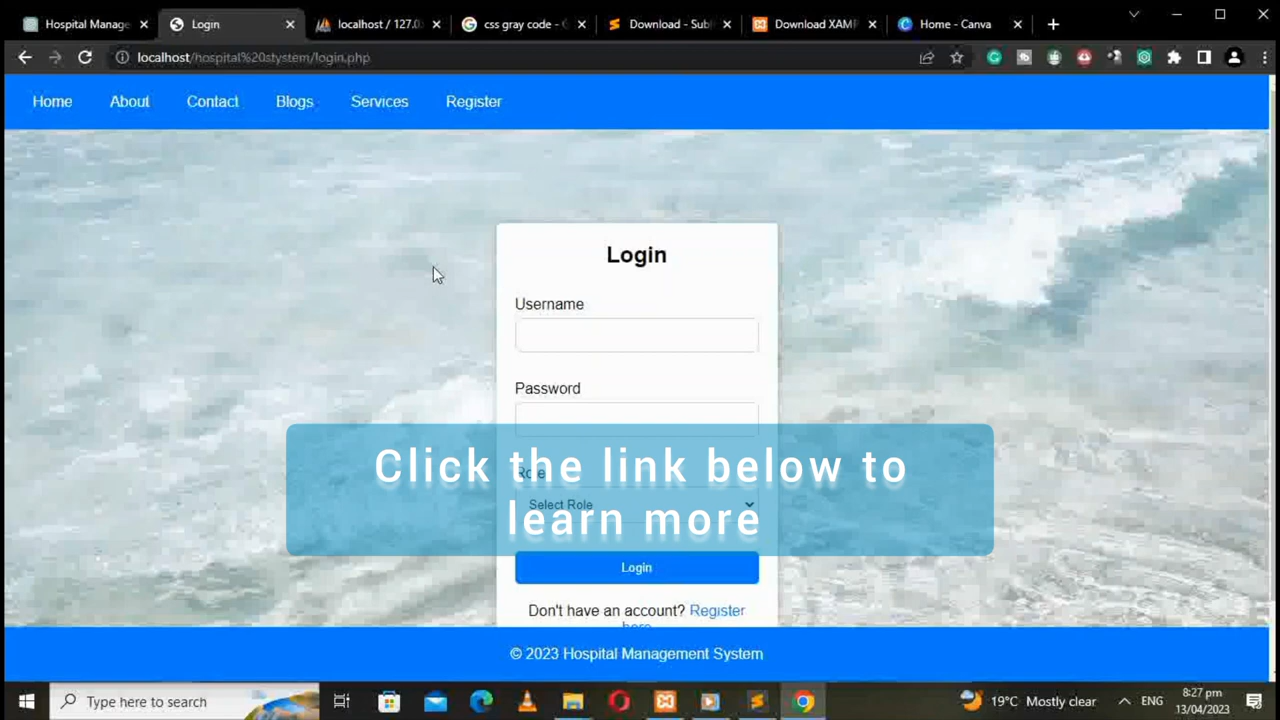 Hospital Manage
Login
localhost / 127.0
css gray code - G
Download - Subl
Download XAMP
Home - Canva
localhost/hospital%20stystem/login.php
Home
About
Contact
Blogs
Services
Register
Login
Username
Password
Role
Select Role
Click the link below to
learn more
Login
Don't have an account? Register
here
© 2023 Hospital Management System
Type here to search
19°C Mostly clear
ENG
8:27 pm
13/04/2023